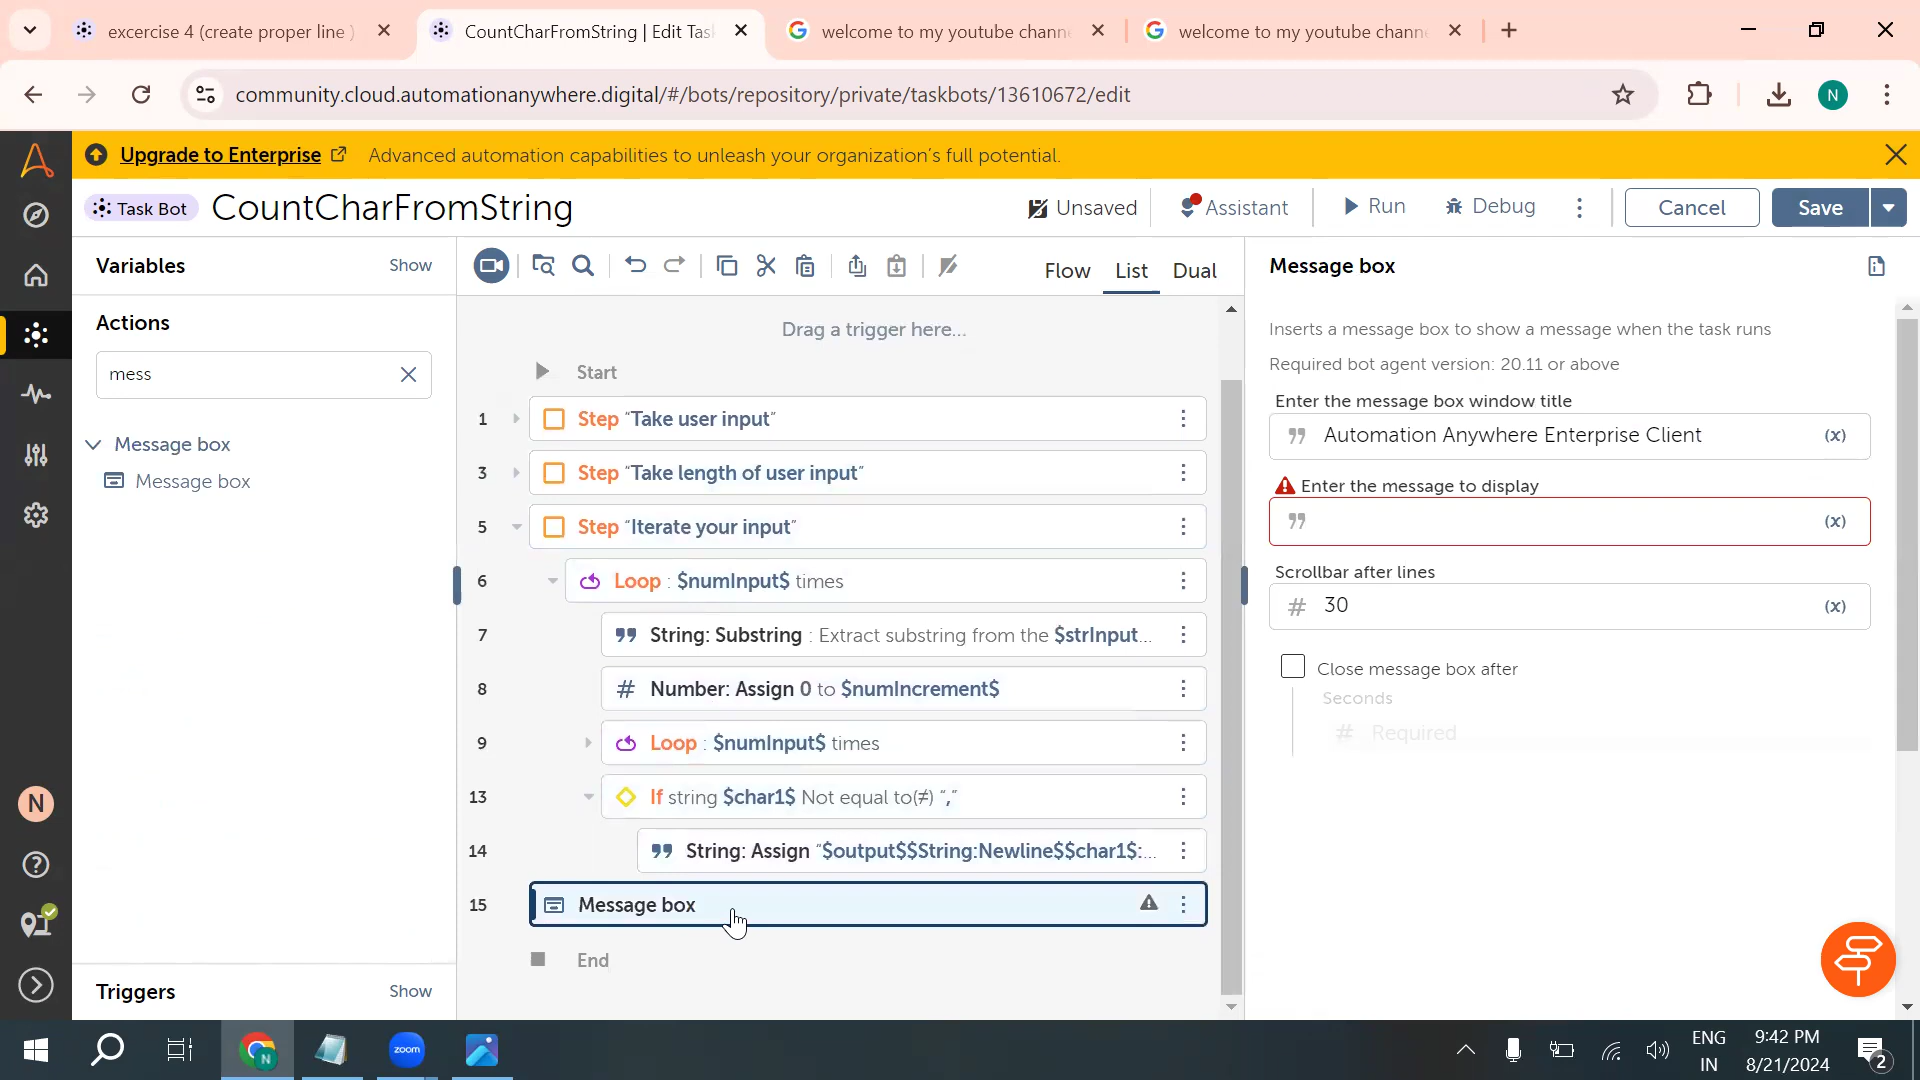 excercise 4 (create proper line )
CountCharFromString | Edit Tas
welcome to my youtube chann
welcome to my youtube chann
community.cloud.automationanywhere.digital/#/bots/repository/private/taskbots/13610672/edit
N
Upgrade to Enterprise
Advanced automation capabilities to unleash your organization's full potential.
Task Bot
CountCharFromString
Unsaved
Assistant
Run
Debug
Cancel
Save
Variables
Show
Flow
List
Dual
Message box
Actions
mess
Message box
Message box
Triggers
Show
Drag a trigger here...
Start
1 Step “Take user input”
3 Step “Take length of user input”
5 Step “Iterate your input”
6 Loop : $numInput$ times
7 String: Substring : Extract substring from the $strInput...
8 Number: Assign 0 to $numIncrement$
9 Loop : $numInput$ times
13 If string $char1$ Not equal to(≠) “,”
14 String: Assign “$output$$String:Newline$$char1$:...
15 Message box
End
Inserts a message box to show a message when the task runs
Required bot agent version: 20.11 or above
Enter the message box window title
Automation Anywhere Enterprise Client (x)
Enter the message to display
(x)
Scrollbar after lines
# 30 (x)
Close message box after
Seconds
# Required
N
N
zoom
ENG
IN
9:42 PM
8/21/2024
2